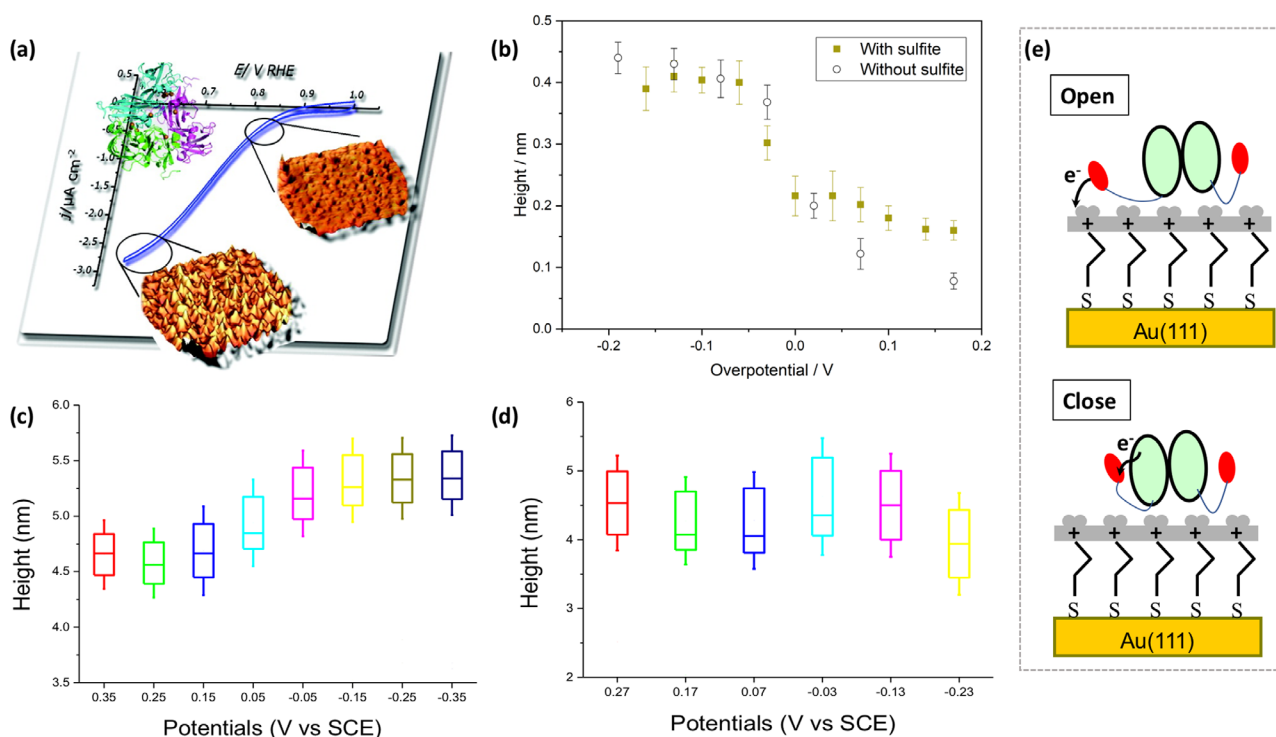 (a)
E/ V RHE
0.5
0.7
0.8
0.9
1.0
-0.5
-1.0
-1.5
-2.0
-2.5
-3.0
j/μA cm-2
(b)
0.5
0.4
0.3
0.2
0.1
0.0
Height / nm
With sulfite
Without sulfite
-0.2
-0.1
0.0
0.1
0.2
Overpotential / V
(c)
6.0
5.5
5.0
4.5
4.0
3.5
Height (nm)
0.35 0.25 0.15 0.05 -0.05 -0.15 -0.25 -0.35
Potentials (V vs SCE)
(d)
6
5
4
3
2
Height (nm)
0.27 0.17 0.07 -0.03 -0.13 -0.23
Potentials (V vs SCE)
(e)
Open
e-
+ + + + +
S S S S S
Au(111)
Close
e-
+ + + + +
S S S S S
Au(111)